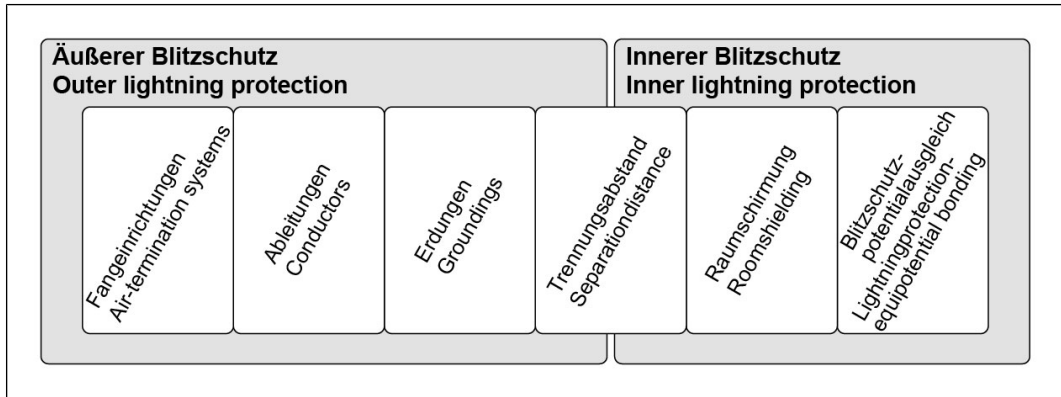 Äußerer Blitzschutz
Outer lightning protection
Innerer Blitzschutz
Inner lightning protection
Fangeinrichtungen
Air-termination systems
Ableitungen
Conductors
Erdungen
Groundings
Trennungsabstand
Separationdistance
Raumschirmung
Roomshielding
Blitzschutz-
potentialausgleich
Lightningprotection-
equipotential bonding